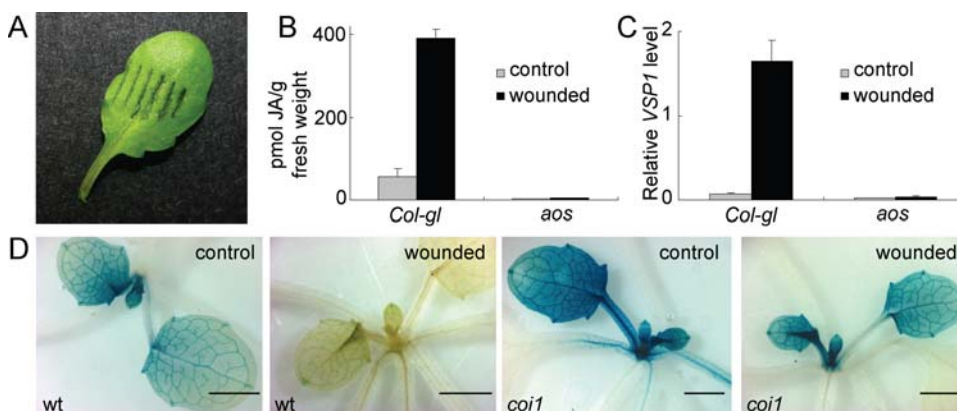 A
B
400
200
0
pmol JA/g
fresh weight
control
wounded
Col-gl
aos
C
2
1
0
Relative VSP1 level
control
wounded
Col-gl
aos
D
control
wt
wounded
wt
control
coi1
wounded
coi1